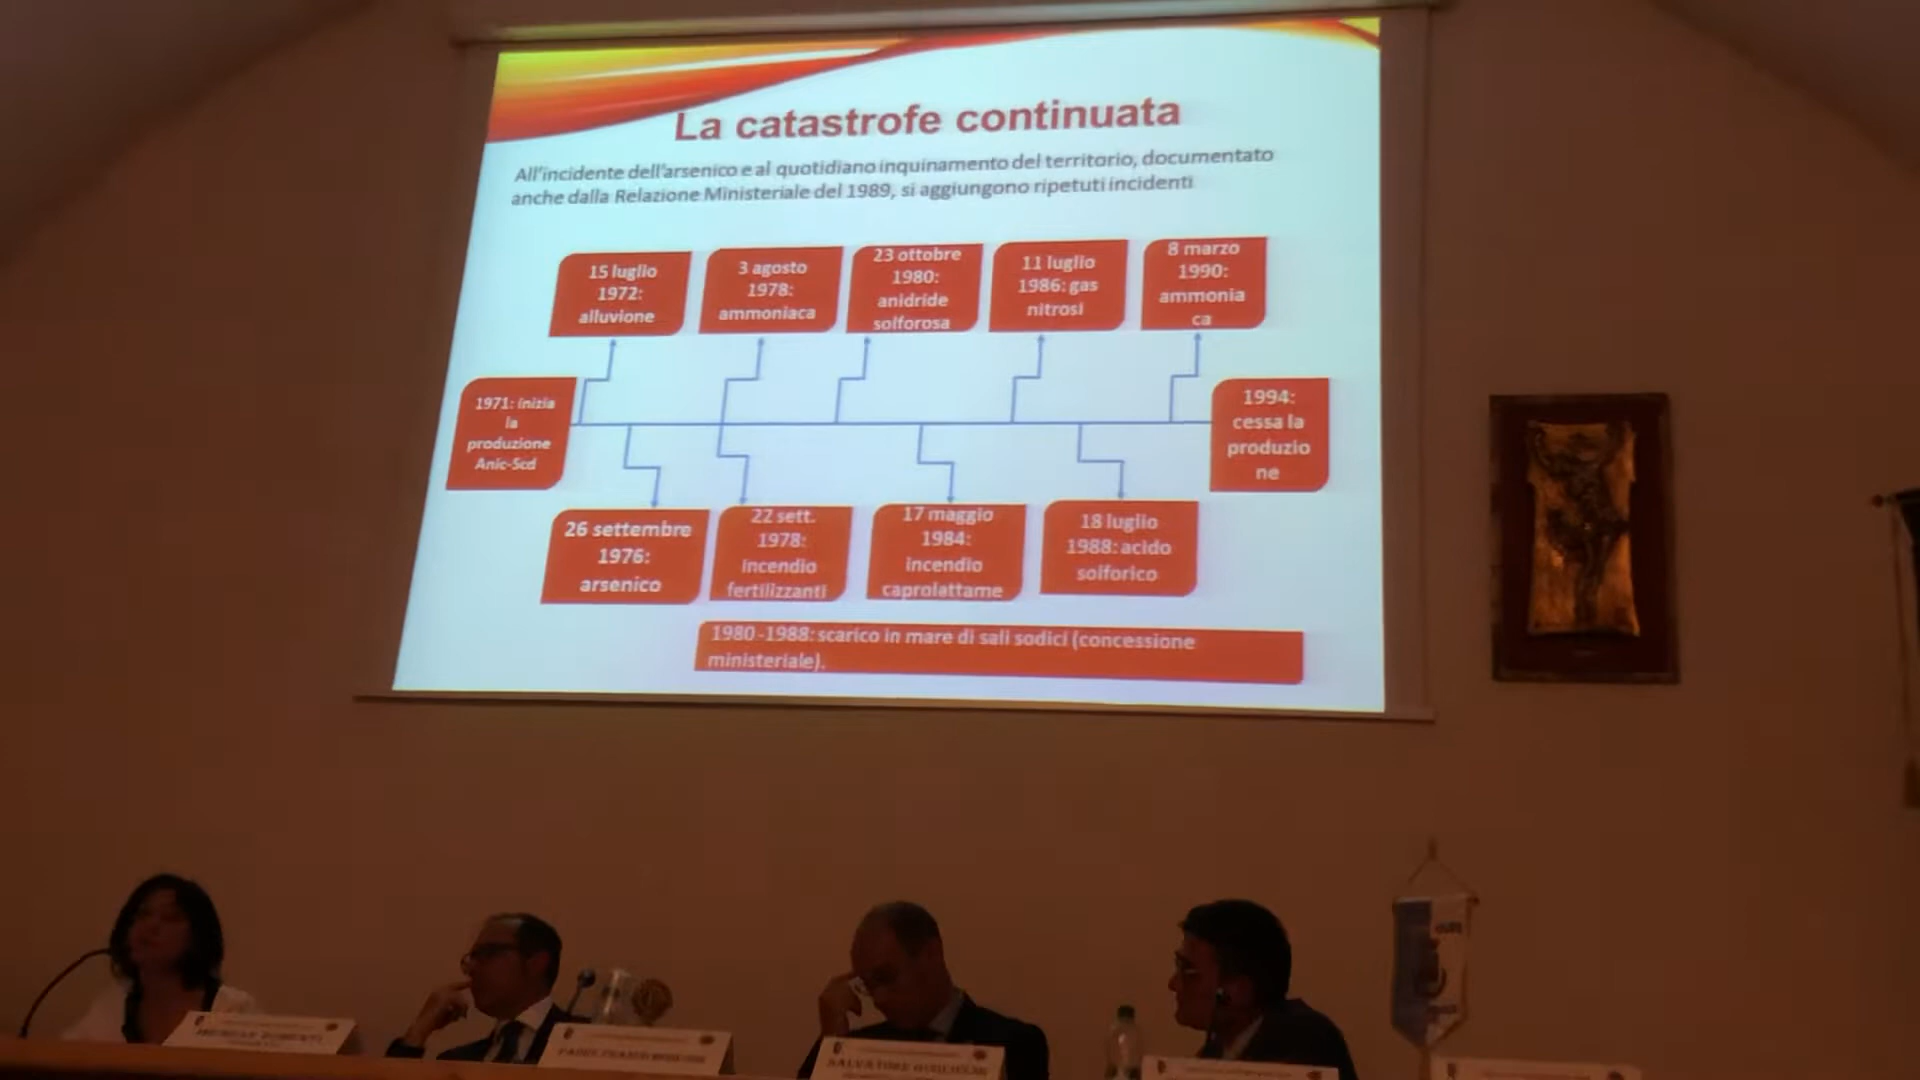 La catastrofe continuata
All'incidente dell'arsenico e al quotidiano inquinamento del territorio, documentato
anche dalla Relazione Ministeriale del 1989, si aggiungono ripetuti incidenti
15 luglio
1972:
alluvione
3 agosto
1978:
ammoniaca
23 ottobre
1980:
anidride
solforosa
11 luglio
1986: gas
nitrosi
8 marzo
1990:
ammonia
ca
1971: inizia
la
produzione
Anic-Scd
1994:
cessa la
produzio
ne
26 settembre
1976:
arsenico
22 sett.
1978:
incendio
fertilizzanti
17 maggio
1984:
incendio
caprolattame
18 luglio
1988: acido
solforico
1980 -1988: scarico in mare di sali sodici (concessione
ministeriale).
SALVATORE